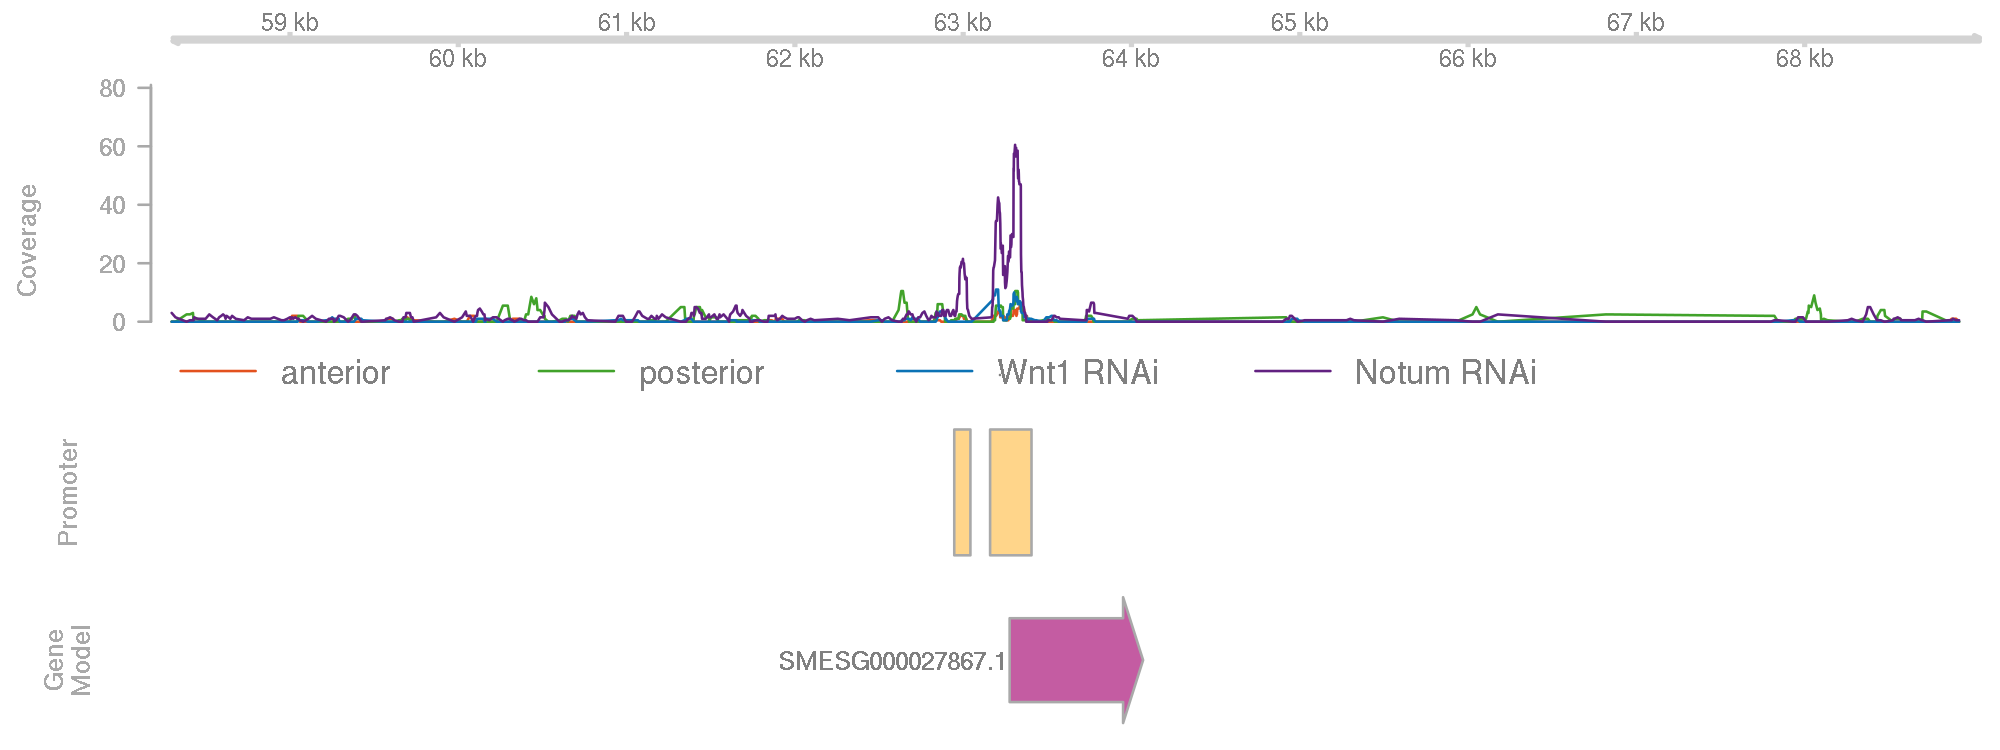 59 kb 61 kb 63 kb 65 kb 67 kb
60 kb 62 kb 64 kb 66 kb 68 kb
80
60
40
20
0
Coverage
anterior posterior Wnt1 RNAi Notum RNAi
Promoter
Gene
Model
SMESG000027867.1